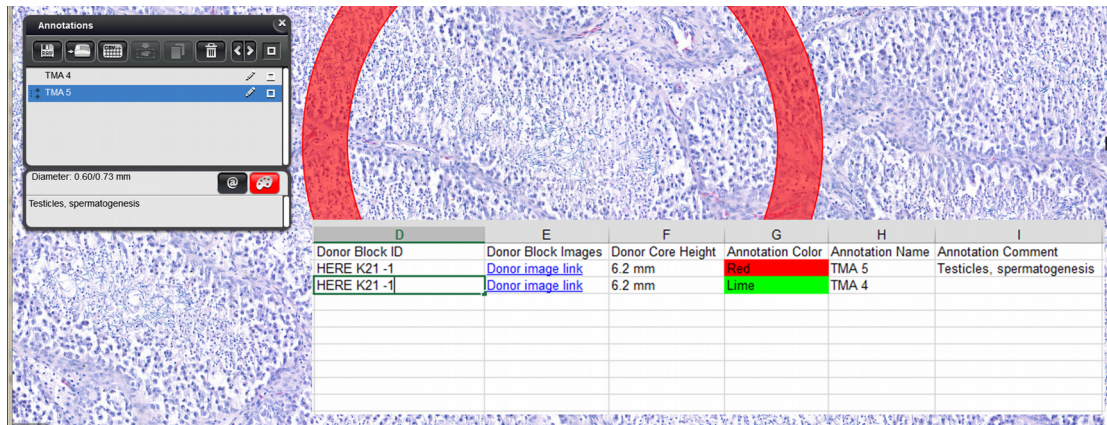 Annotations
TMA 4
TMA 5
Diameter: 0.60/0.73 mm
@
Testicles, spermatogenesis
D E F G H I
Donor Block ID Donor Block Images Donor Core Height Annotation Color Annotation Name Annotation Comment
HERE K21 -1 Donor image link 6.2 mm Red TMA 5 Testicles, spermatogenesis
HERE K21 -1 Donor image link 6.2 mm Lime TMA 4